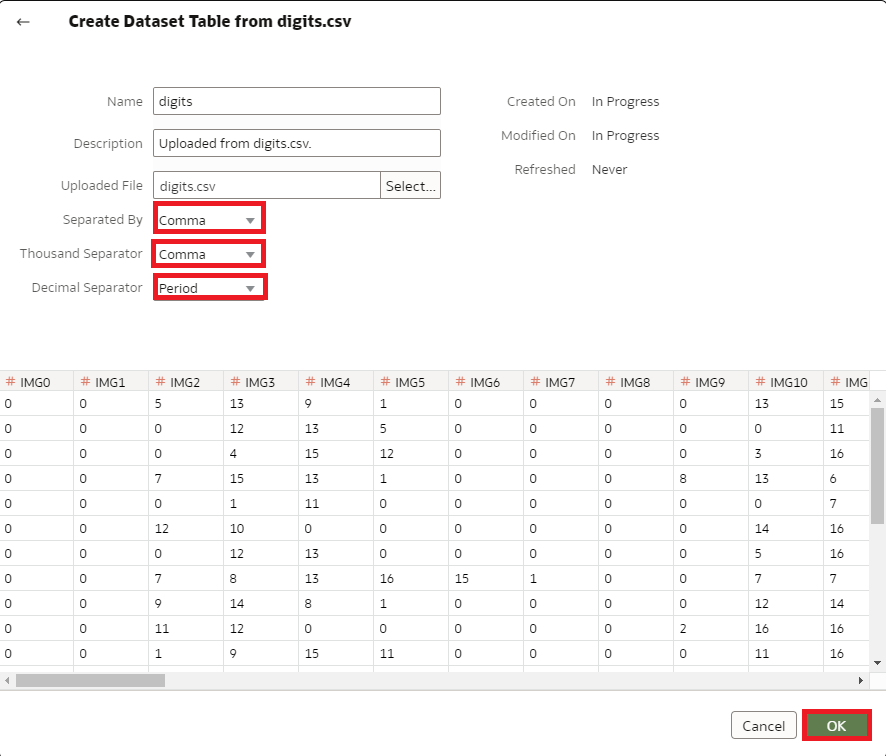 ← Create Dataset Table from digits.csv
Name digits Created On In Progress
Description Uploaded from digits.csv. Modified On In Progress
Uploaded File digits.csv Select... Refreshed Never
Separated By Comma
Thousand Separator Comma
Decimal Separator Period
# IMG0 # IMG1 # IMG2 # IMG3 # IMG4 # IMG5 # IMG6 # IMG7 # IMG8 # IMG9 # IMG10 # IMG
0 0 5 13 9 1 0 0 0 0 13 15
0 0 0 12 13 5 0 0 0 0 0 11
0 0 0 4 15 12 0 0 0 0 3 16
0 0 7 15 13 1 0 0 0 8 13 6
0 0 0 1 11 0 0 0 0 0 0 7
0 0 12 10 0 0 0 0 0 0 14 16
0 0 0 12 13 0 0 0 0 0 5 16
0 0 7 8 13 16 15 1 0 0 7 7
0 0 9 14 8 1 0 0 0 0 12 14
0 0 11 12 0 0 0 0 0 2 16 16
0 0 1 9 15 11 0 0 0 0 11 16
Cancel OK